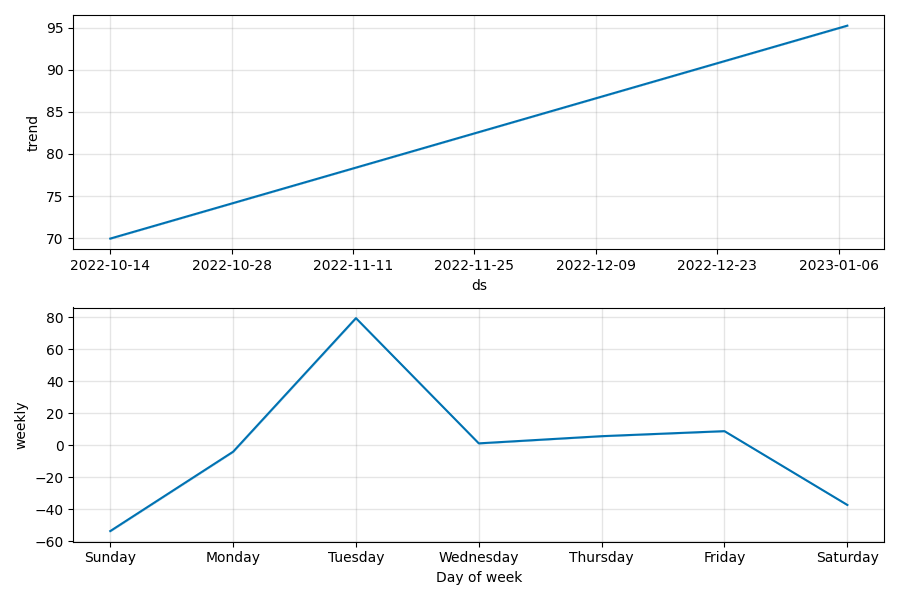 95
90
85
80
75
70
trend
2022-10-14 2022-10-28 2022-11-11 2022-11-25 2022-12-09 2022-12-23 2023-01-06
ds
80
60
40
20
0
−20
−40
−60
weekly
Sunday Monday Tuesday Wednesday Thursday Friday Saturday
Day of week